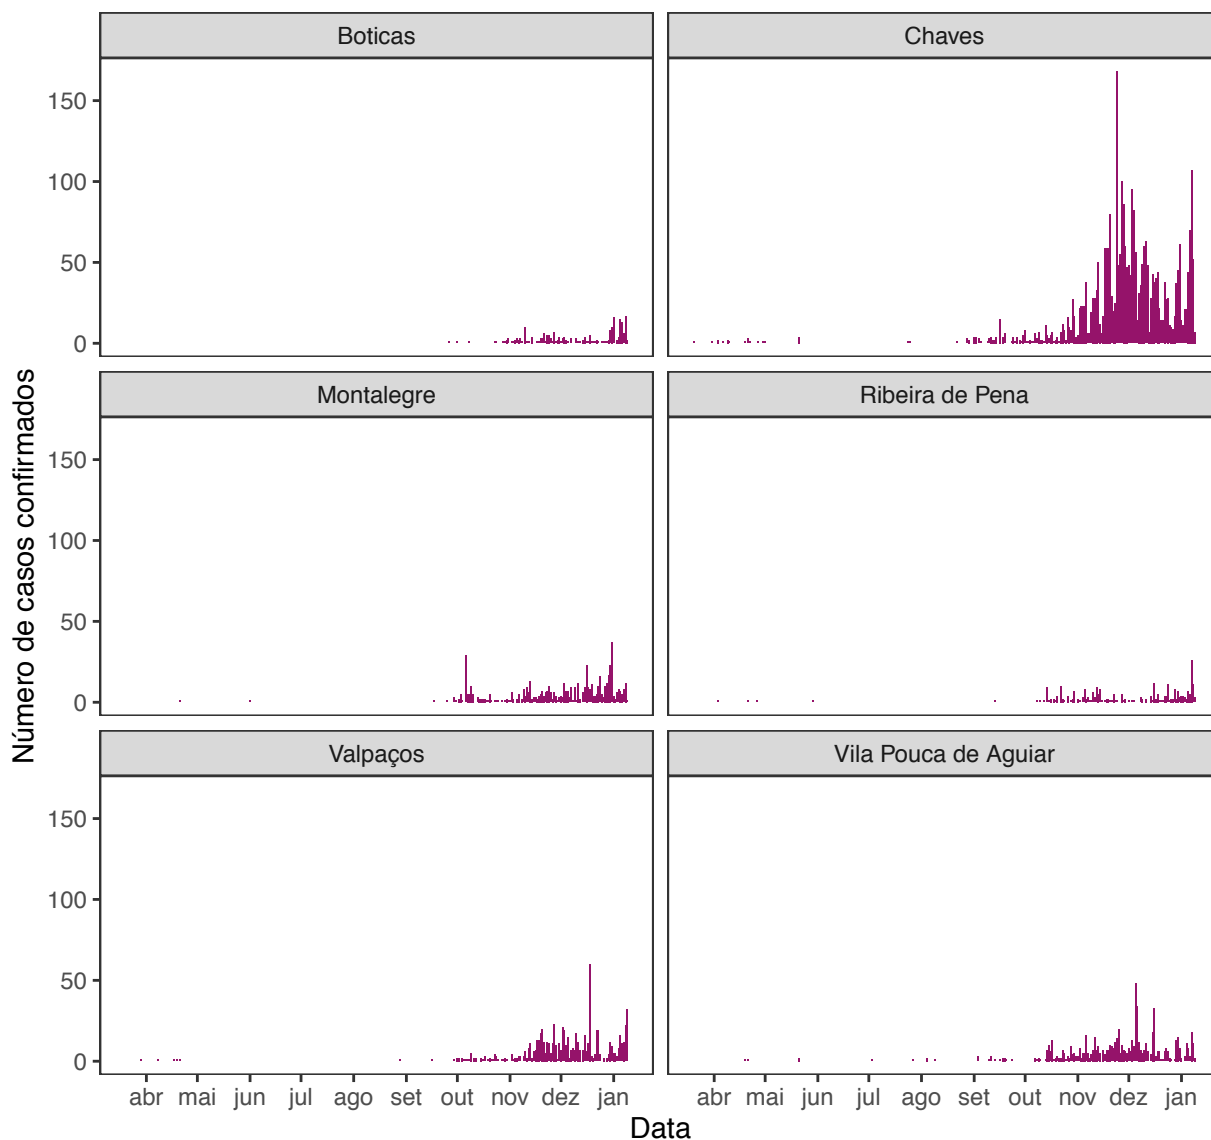 Boticas
Chaves
150
100
50
0
Montalegre
Ribeira de Pena
150
100
50
0
Valpaços
Vila Pouca de Aguiar
150
100
50
0
abr mai jun jul ago set out nov dez jan
abr mai jun jul ago set out nov dez jan
Data
Número de casos confirmados